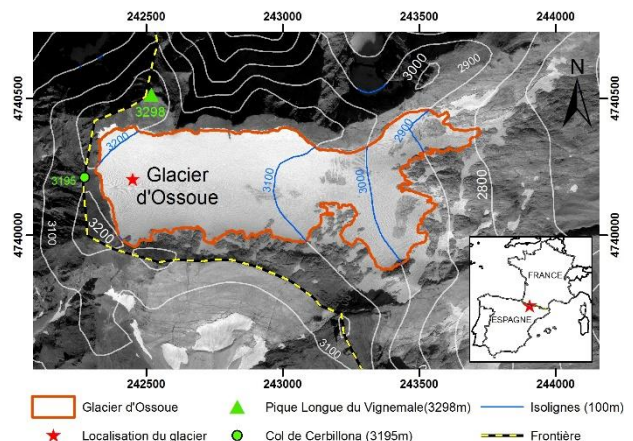 242500 243000 243500 244000
4740500
4740500
N
3000
2900
3298
3200
2900
Glacier
d'Ossoue
3195
3100
3000
2800
4740000
4740000
3200
3100
FRANCE
ESPAGNE
3100
3000
242500 243000 243500 244000
Glacier d'Ossoue
Pique Longue du Vignemale(3298m)
Isolignes (100m)
Localisation du glacier
Col de Cerbillona (3195m)
Frontière